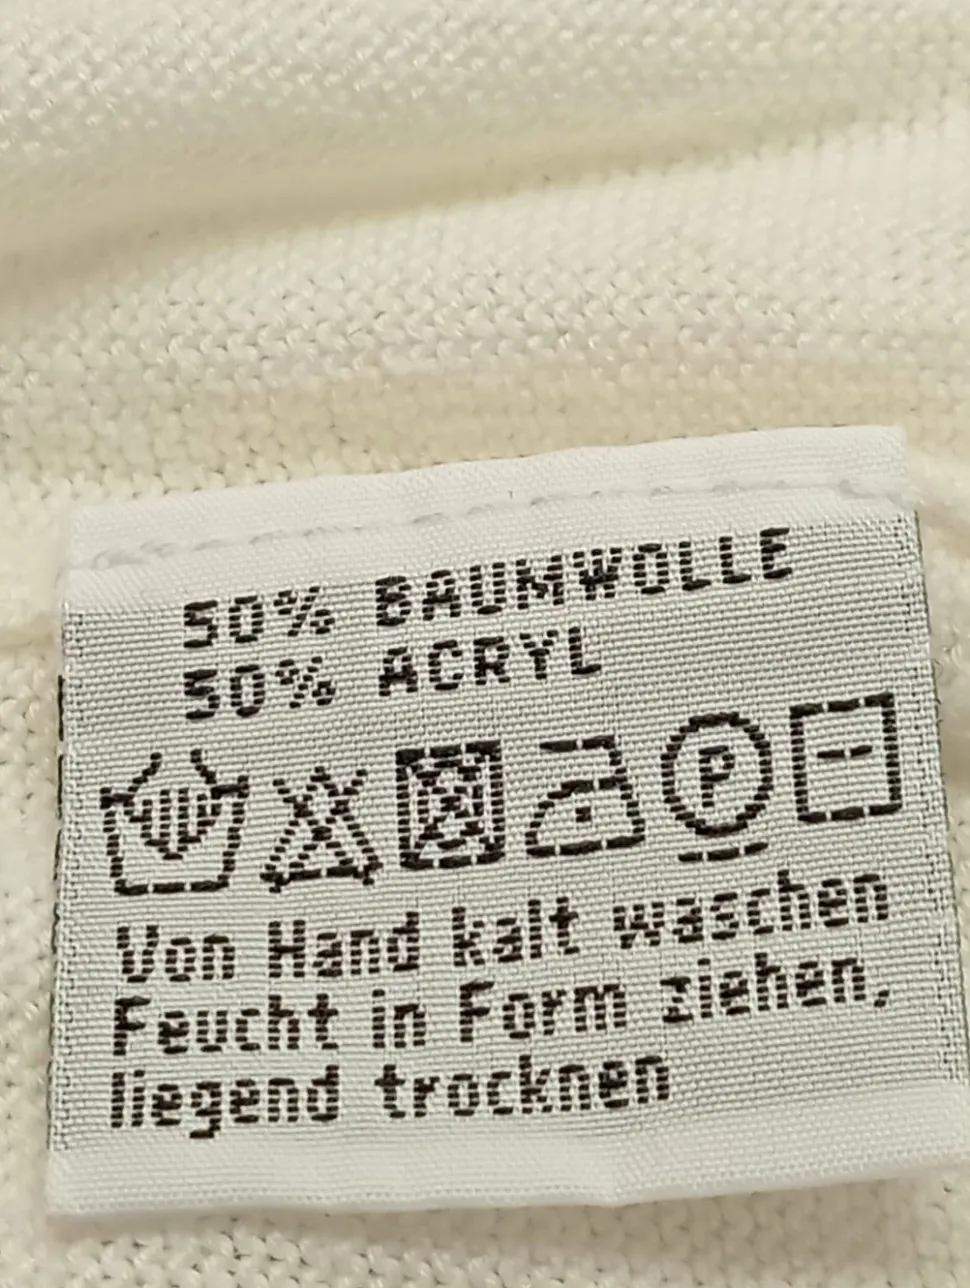 50% BAUMWOLLE
50% ACRYL
P
Von Hand kalt waschen
Feucht in Form ziehen,
liegend trocknen